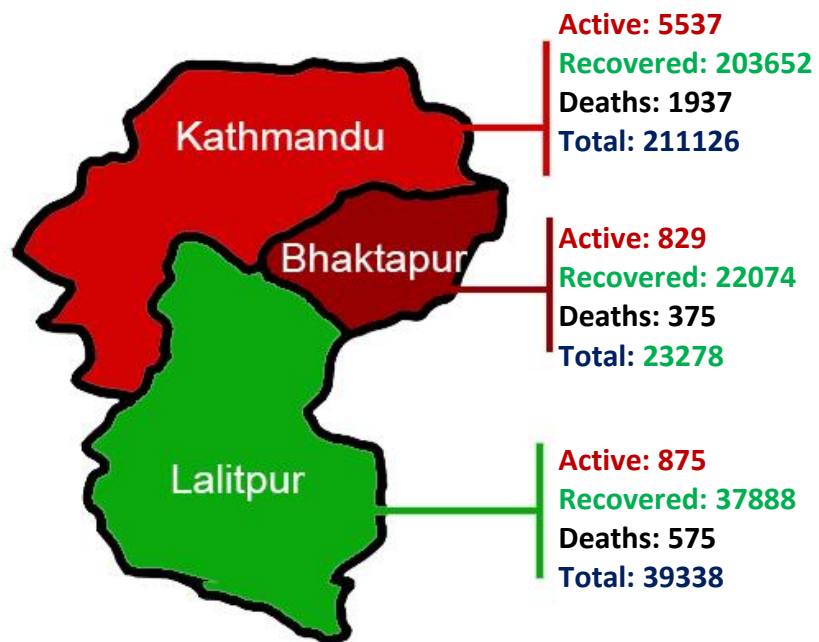 Kathmandu
Active: 5537
Recovered: 203652
Deaths: 1937
Total: 211126
Bhaktapur
Active: 829
Recovered: 22074
Deaths: 375
Total: 23278
Lalitpur
Active: 875
Recovered: 37888
Deaths: 575
Total: 39338